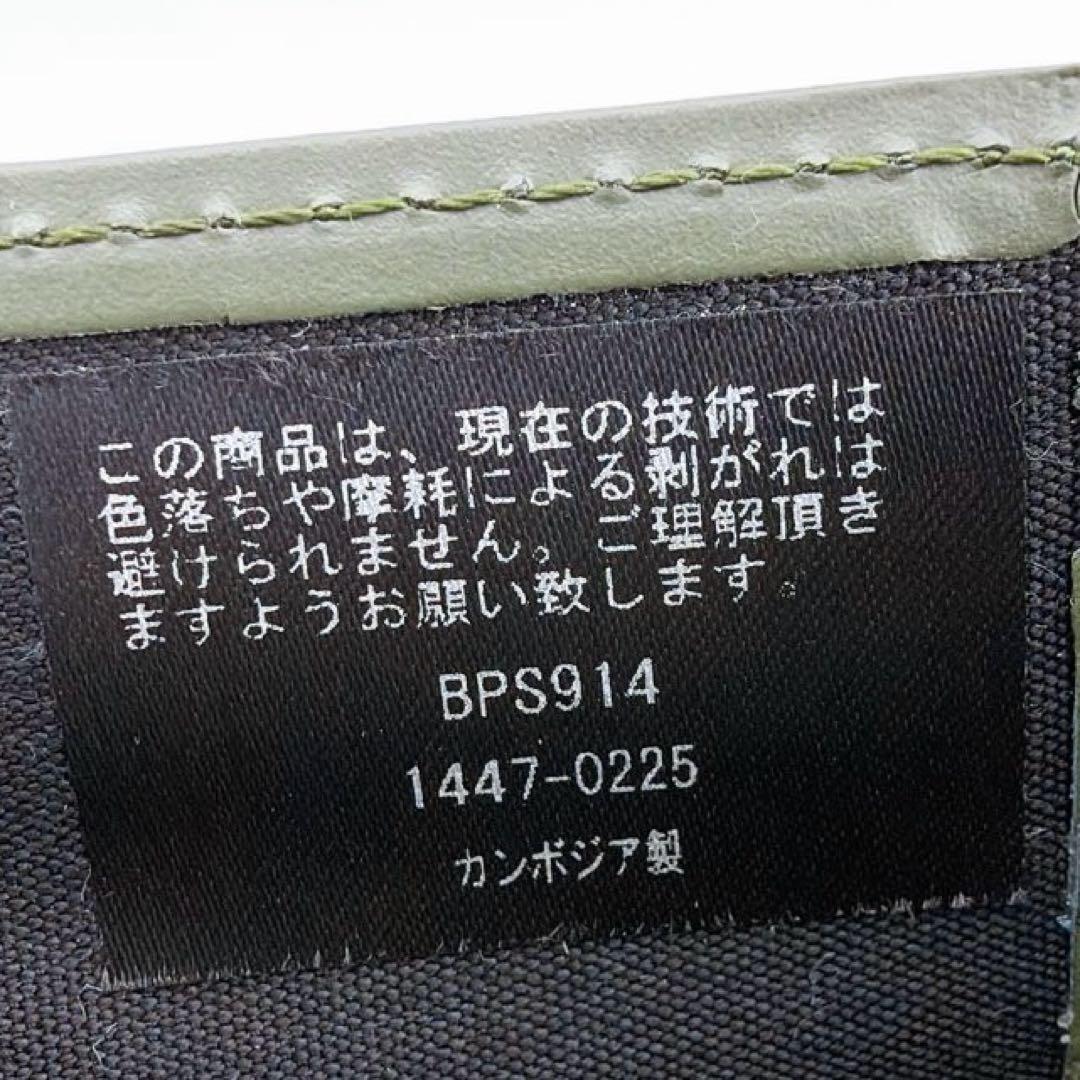 この商品は、現在の技術では
色落ちや摩耗による剥がれは
避けられません。ご理解頂き
ますようお願い致します。
BPS914
1447-0225
カンボジア製